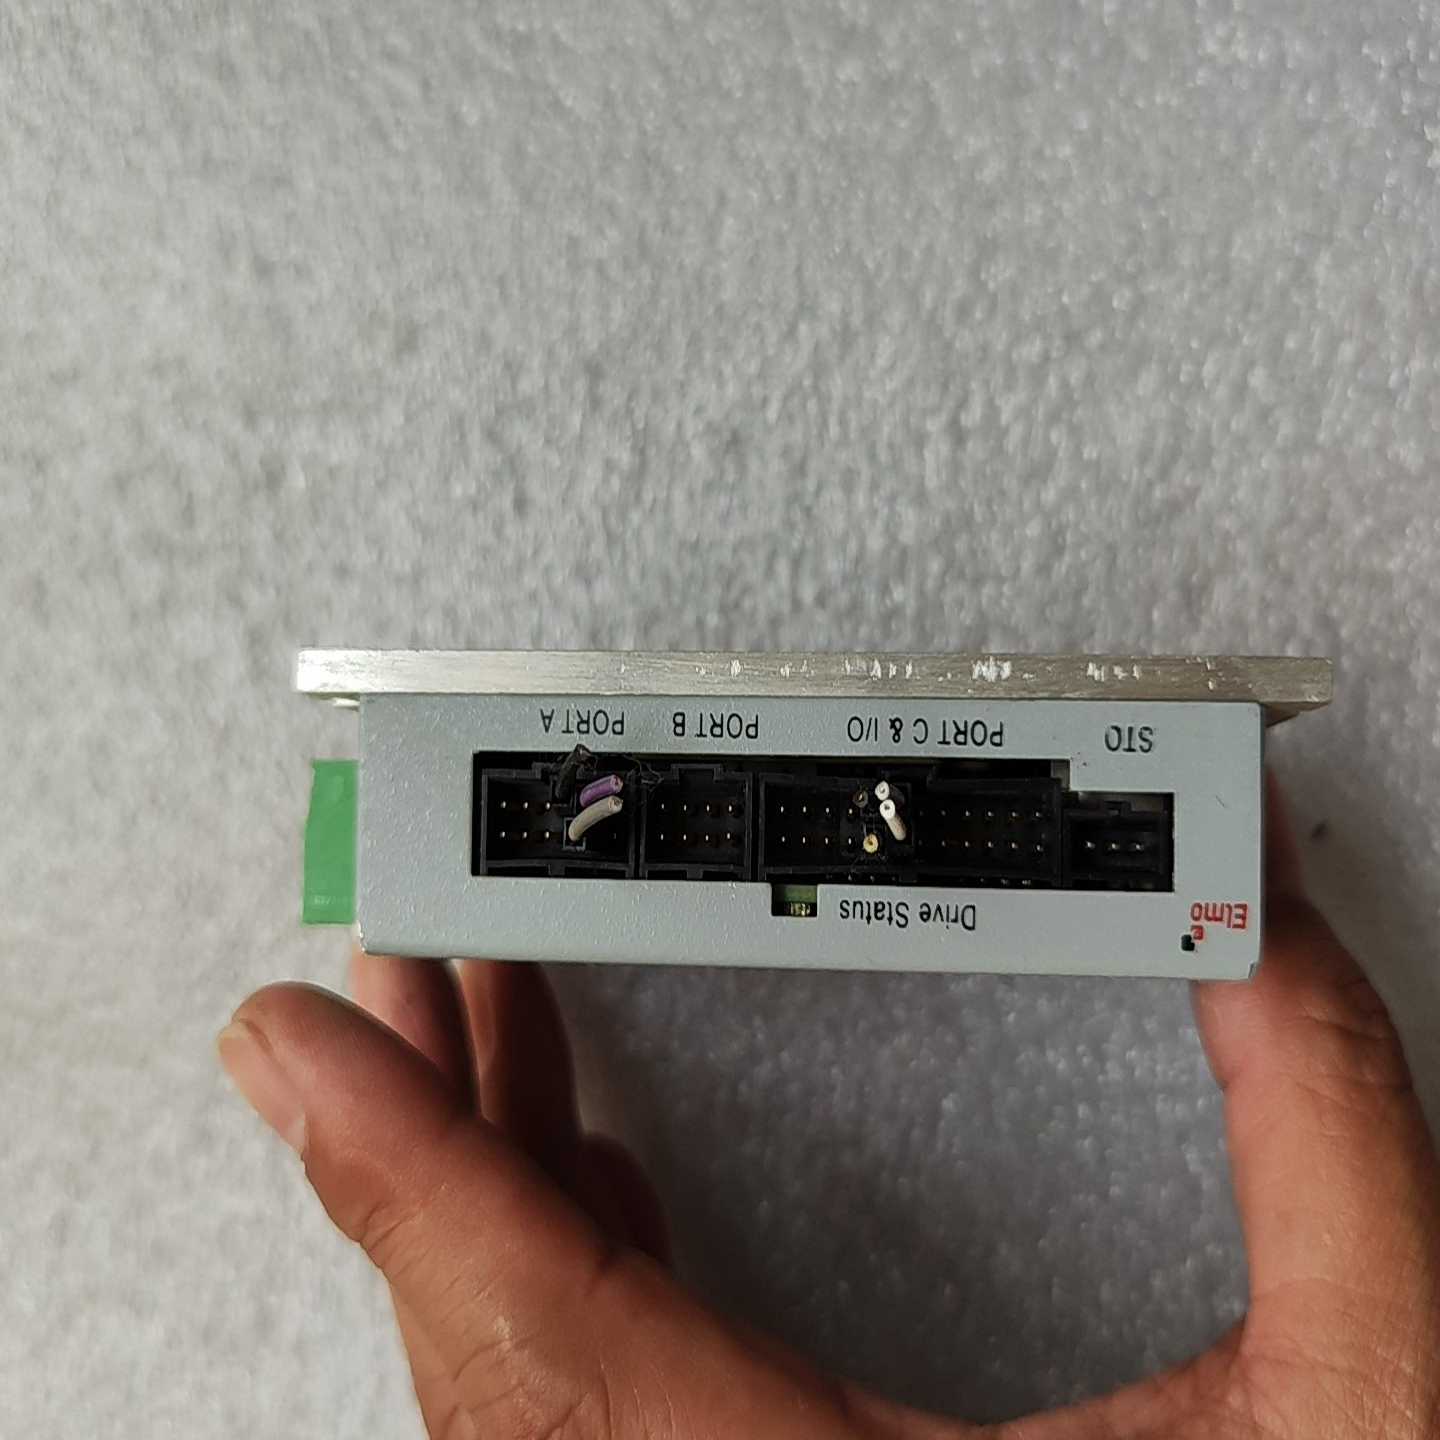 Elmo
Drive Status
STO
PORT C & I/O
PORT B
PORT A